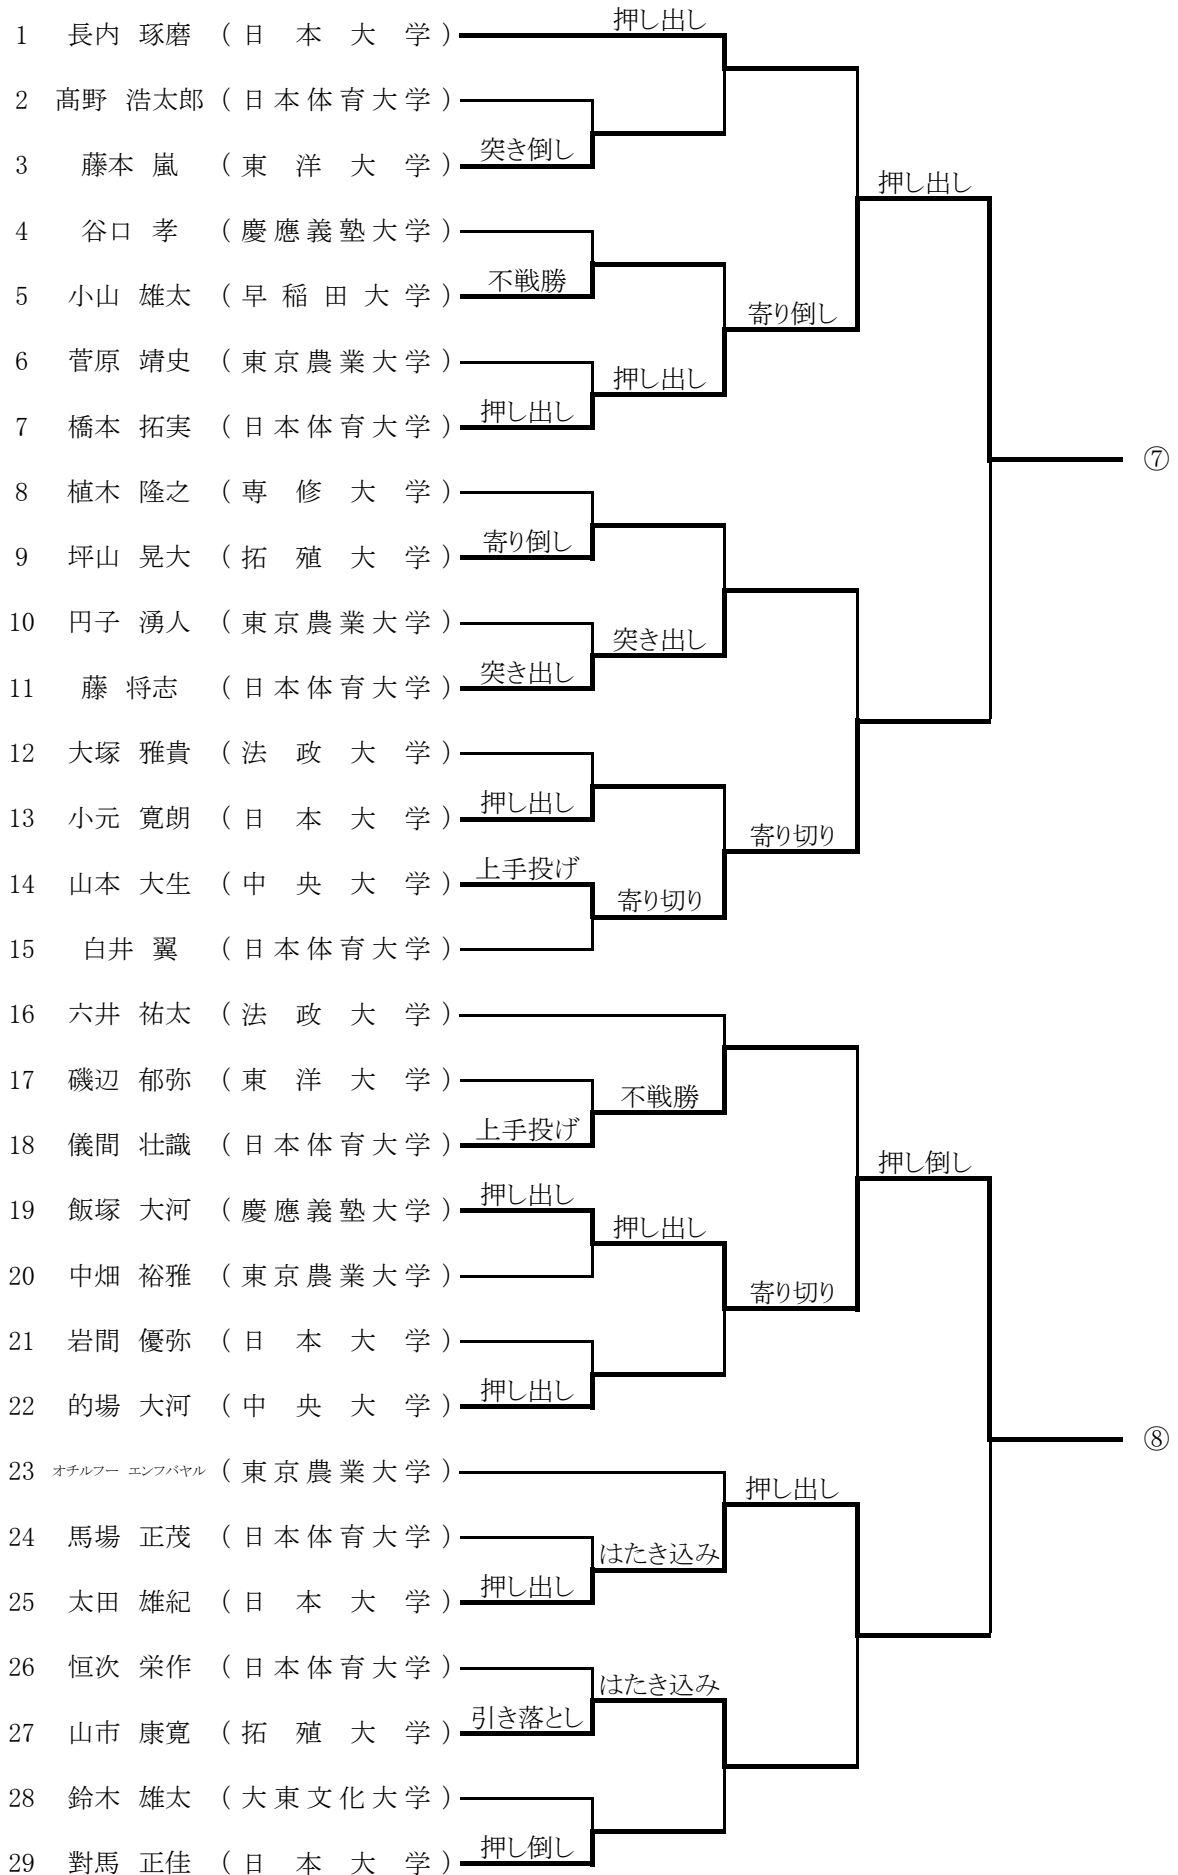 押し出し
1 長内 琢磨 (日本大学)
2 髙野 浩太郎 (日本体育大学)
突き倒し
3 藤本 嵐 (東洋大学)
押し出し
4 谷口 孝 (慶應義塾大学)
不戦勝
5 小山 雄太 (早稲田大学)
寄り倒し
6 菅原 靖史 (東京農業大学)
押し出し
押し出し
7 橋本 拓実 (日本体育大学)
⑦
8 植木 隆之 (専修大学)
寄り倒し
9 坪山 晃大 (拓殖大学)
10 円子 湧人 (東京農業大学)
突き出し
突き出し
11 藤 将志 (日本体育大学)
12 大塚 雅貴 (法政大学)
押し出し
13 小元 寛朗 (日本大学)
寄り切り
上手投げ
14 山本 大生 (中央大学)
寄り切り
15 白井 翼 (日本体育大学)
16 六井 祐太 (法政大学)
17 磯辺 郁弥 (東洋大学)
不戦勝
上手投げ
18 儀間 壮識 (日本体育大学)
押し倒し
押し出し
19 飯塚 大河 (慶應義塾大学)
押し出し
20 中畑 裕雅 (東京農業大学)
寄り切り
21 岩間 優弥 (日本大学)
押し出し
22 的場 大河 (中央大学)
⑧
23 オチルフー エンフバヤル (東京農業大学)
押し出し
24 馬場 正茂 (日本体育大学)
はたき込み
押し出し
25 太田 雄紀 (日本大学)
26 恒次 栄作 (日本体育大学)
はたき込み
引き落とし
27 山市 康寛 (拓殖大学)
28 鈴木 雄太 (大東文化大学)
押し倒し
29 對馬 正佳 (日本大学)